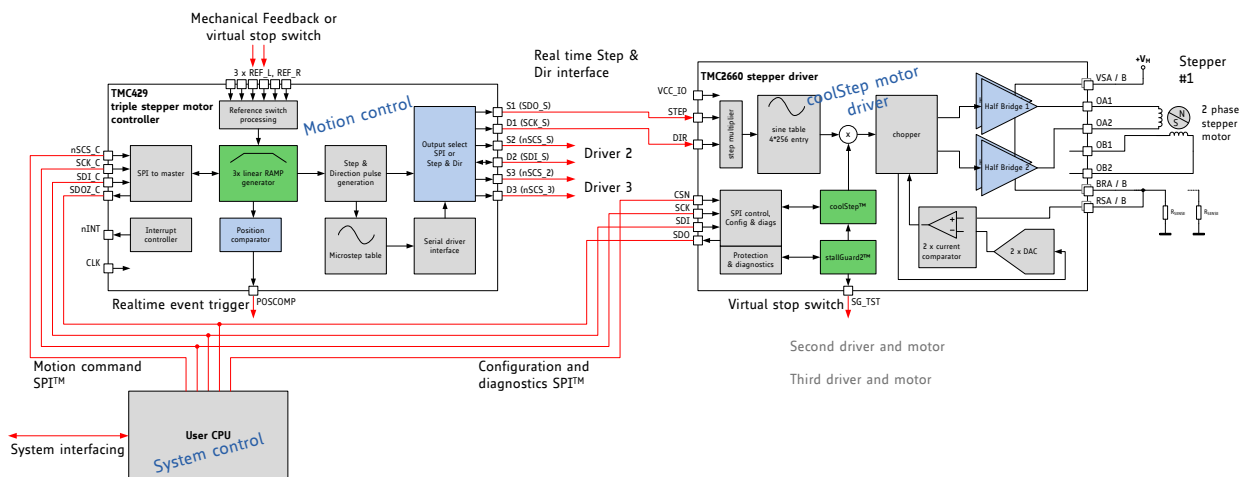 Mechanical Feedback or
virtual stop switch
3 x REF_L, REF_R
TMC429
triple stepper motor
controller
Reference switch
processing
Motion control
nSCS_C
SCK_C
SDI_C
SDOZ_C
SPI to master
3x linear RAMP
generator
Step &
Direction pulse
generation
Output select
SPI or
Step & Dir
S1 (SDO_S)
D1 (SCK_S)
S2 (nSCS_S)
D2 (SDI_S)
S3 (nSCS_2)
D3 (nSCS_3)
Driver 2
Driver 3
nINT
Interrupt
controller
Position
comparator
Microstep table
Serial driver
interface
CLK
Realtime event trigger
POSCOMP
Real time Step &
Dir interface
TMC2660 stepper driver
coolStep motor
driver
VCC_IO
STEP
DIR
step multiplier
sine table
4*256 entry
x
chopper
Half Bridge 1
Half Bridge 2
+VM
VSA / B
OA1
OA2
OB1
OB2
BRA / B
RSA / B
Stepper
#1
N
S
2 phase
stepper
motor
RSENSE
RSENSE
CSN
SCK
SDI
SDO
SPI control,
Config & diags
coolStep™
Protection
& diagnostics
stallGuard2™
2 x current
comparator
2 x DAC
Virtual stop switch
SG_TST
Second driver and motor
Third driver and motor
Motion command
SPI™
Configuration and
diagnostics SPI™
User CPU
System control
System interfacing